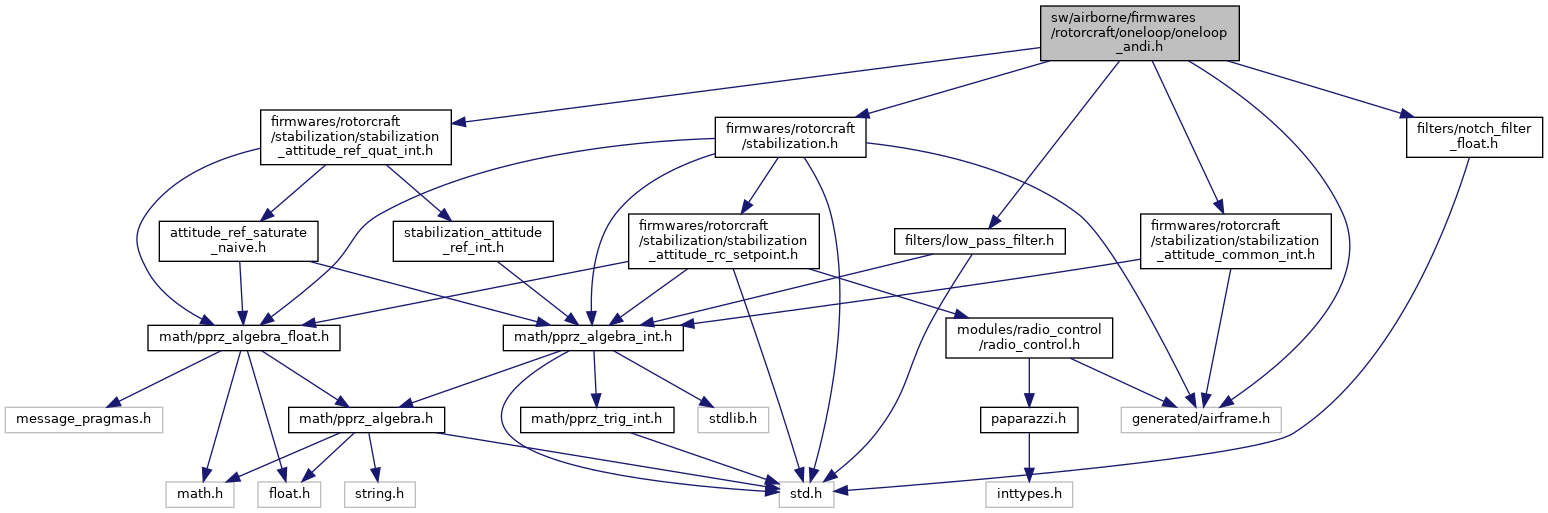 sw/airborne/firmwares
/rotorcraft/oneloop/oneloop
_andi.h
firmwares/rotorcraft
/stabilization/stabilization
_attitude_ref_quat_int.h
firmwares/rotorcraft
/stabilization.h
filters/notch_filter
_float.h
attitude_ref_saturate
_naive.h
stabilization_attitude
_ref_int.h
firmwares/rotorcraft
/stabilization/stabilization
_attitude_rc_setpoint.h
filters/low_pass_filter.h
firmwares/rotorcraft
/stabilization/stabilization
_attitude_common_int.h
math/pprz_algebra_float.h
math/pprz_algebra_int.h
modules/radio_control
/radio_control.h
message_pragmas.h
math/pprz_algebra.h
math/pprz_trig_int.h
stdlib.h
paparazzi.h
generated/airframe.h
math.h
float.h
string.h
std.h
inttypes.h